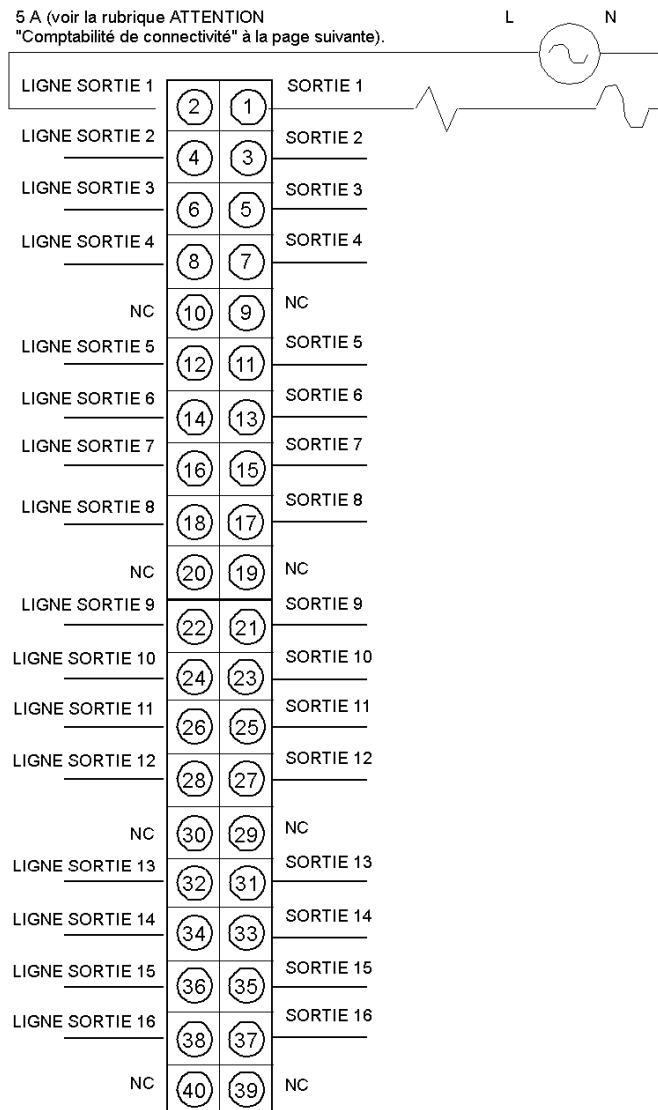 5 A (voir la rubrique ATTENTION
"Comptabilité de connectivité" à la page suivante).
L N
LIGNE SORTIE 1 2 1 SORTIE 1
LIGNE SORTIE 2 4 3 SORTIE 2
LIGNE SORTIE 3 6 5 SORTIE 3
LIGNE SORTIE 4 8 7 SORTIE 4
NC 10 9 NC
LIGNE SORTIE 5 12 11 SORTIE 5
LIGNE SORTIE 6 14 13 SORTIE 6
LIGNE SORTIE 7 16 15 SORTIE 7
LIGNE SORTIE 8 18 17 SORTIE 8
NC 20 19 NC
LIGNE SORTIE 9 22 21 SORTIE 9
LIGNE SORTIE 10 24 23 SORTIE 10
LIGNE SORTIE 11 26 25 SORTIE 11
LIGNE SORTIE 12 28 27 SORTIE 12
NC 30 29 NC
LIGNE SORTIE 13 32 31 SORTIE 13
LIGNE SORTIE 14 34 33 SORTIE 14
LIGNE SORTIE 15 36 35 SORTIE 15
LIGNE SORTIE 16 38 37 SORTIE 16
NC 40 39 NC